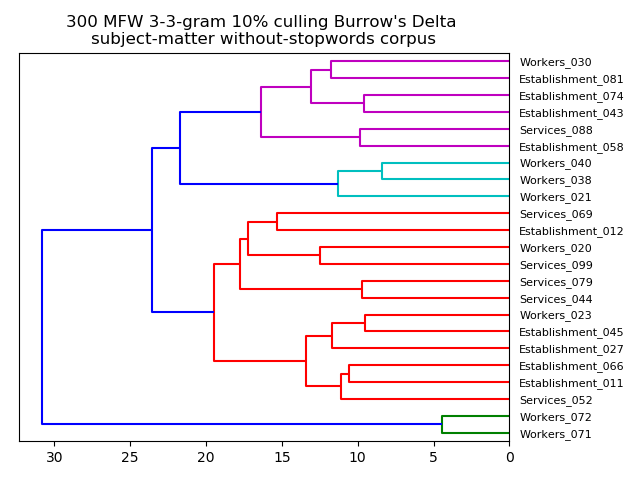 300 MFW 3-3-gram 10% culling Burrow's Delta
subject-matter without-stopwords corpus
Workers_030
Establishment_081
Establishment_074
Establishment_043
Services_088
Establishment_058
Workers_040
Workers_038
Workers_021
Services_069
Establishment_012
Workers_020
Services_099
Services_079
Services_044
Workers_023
Establishment_045
Establishment_027
Establishment_066
Establishment_011
Services_052
Workers_072
Workers_071
30 25 20 15 10 5 0